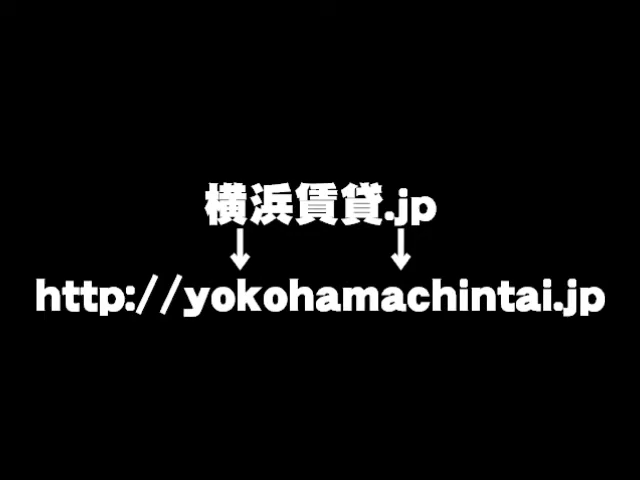 横浜賃貸.jp
↓ ↓
http://yokohamachintai.jp